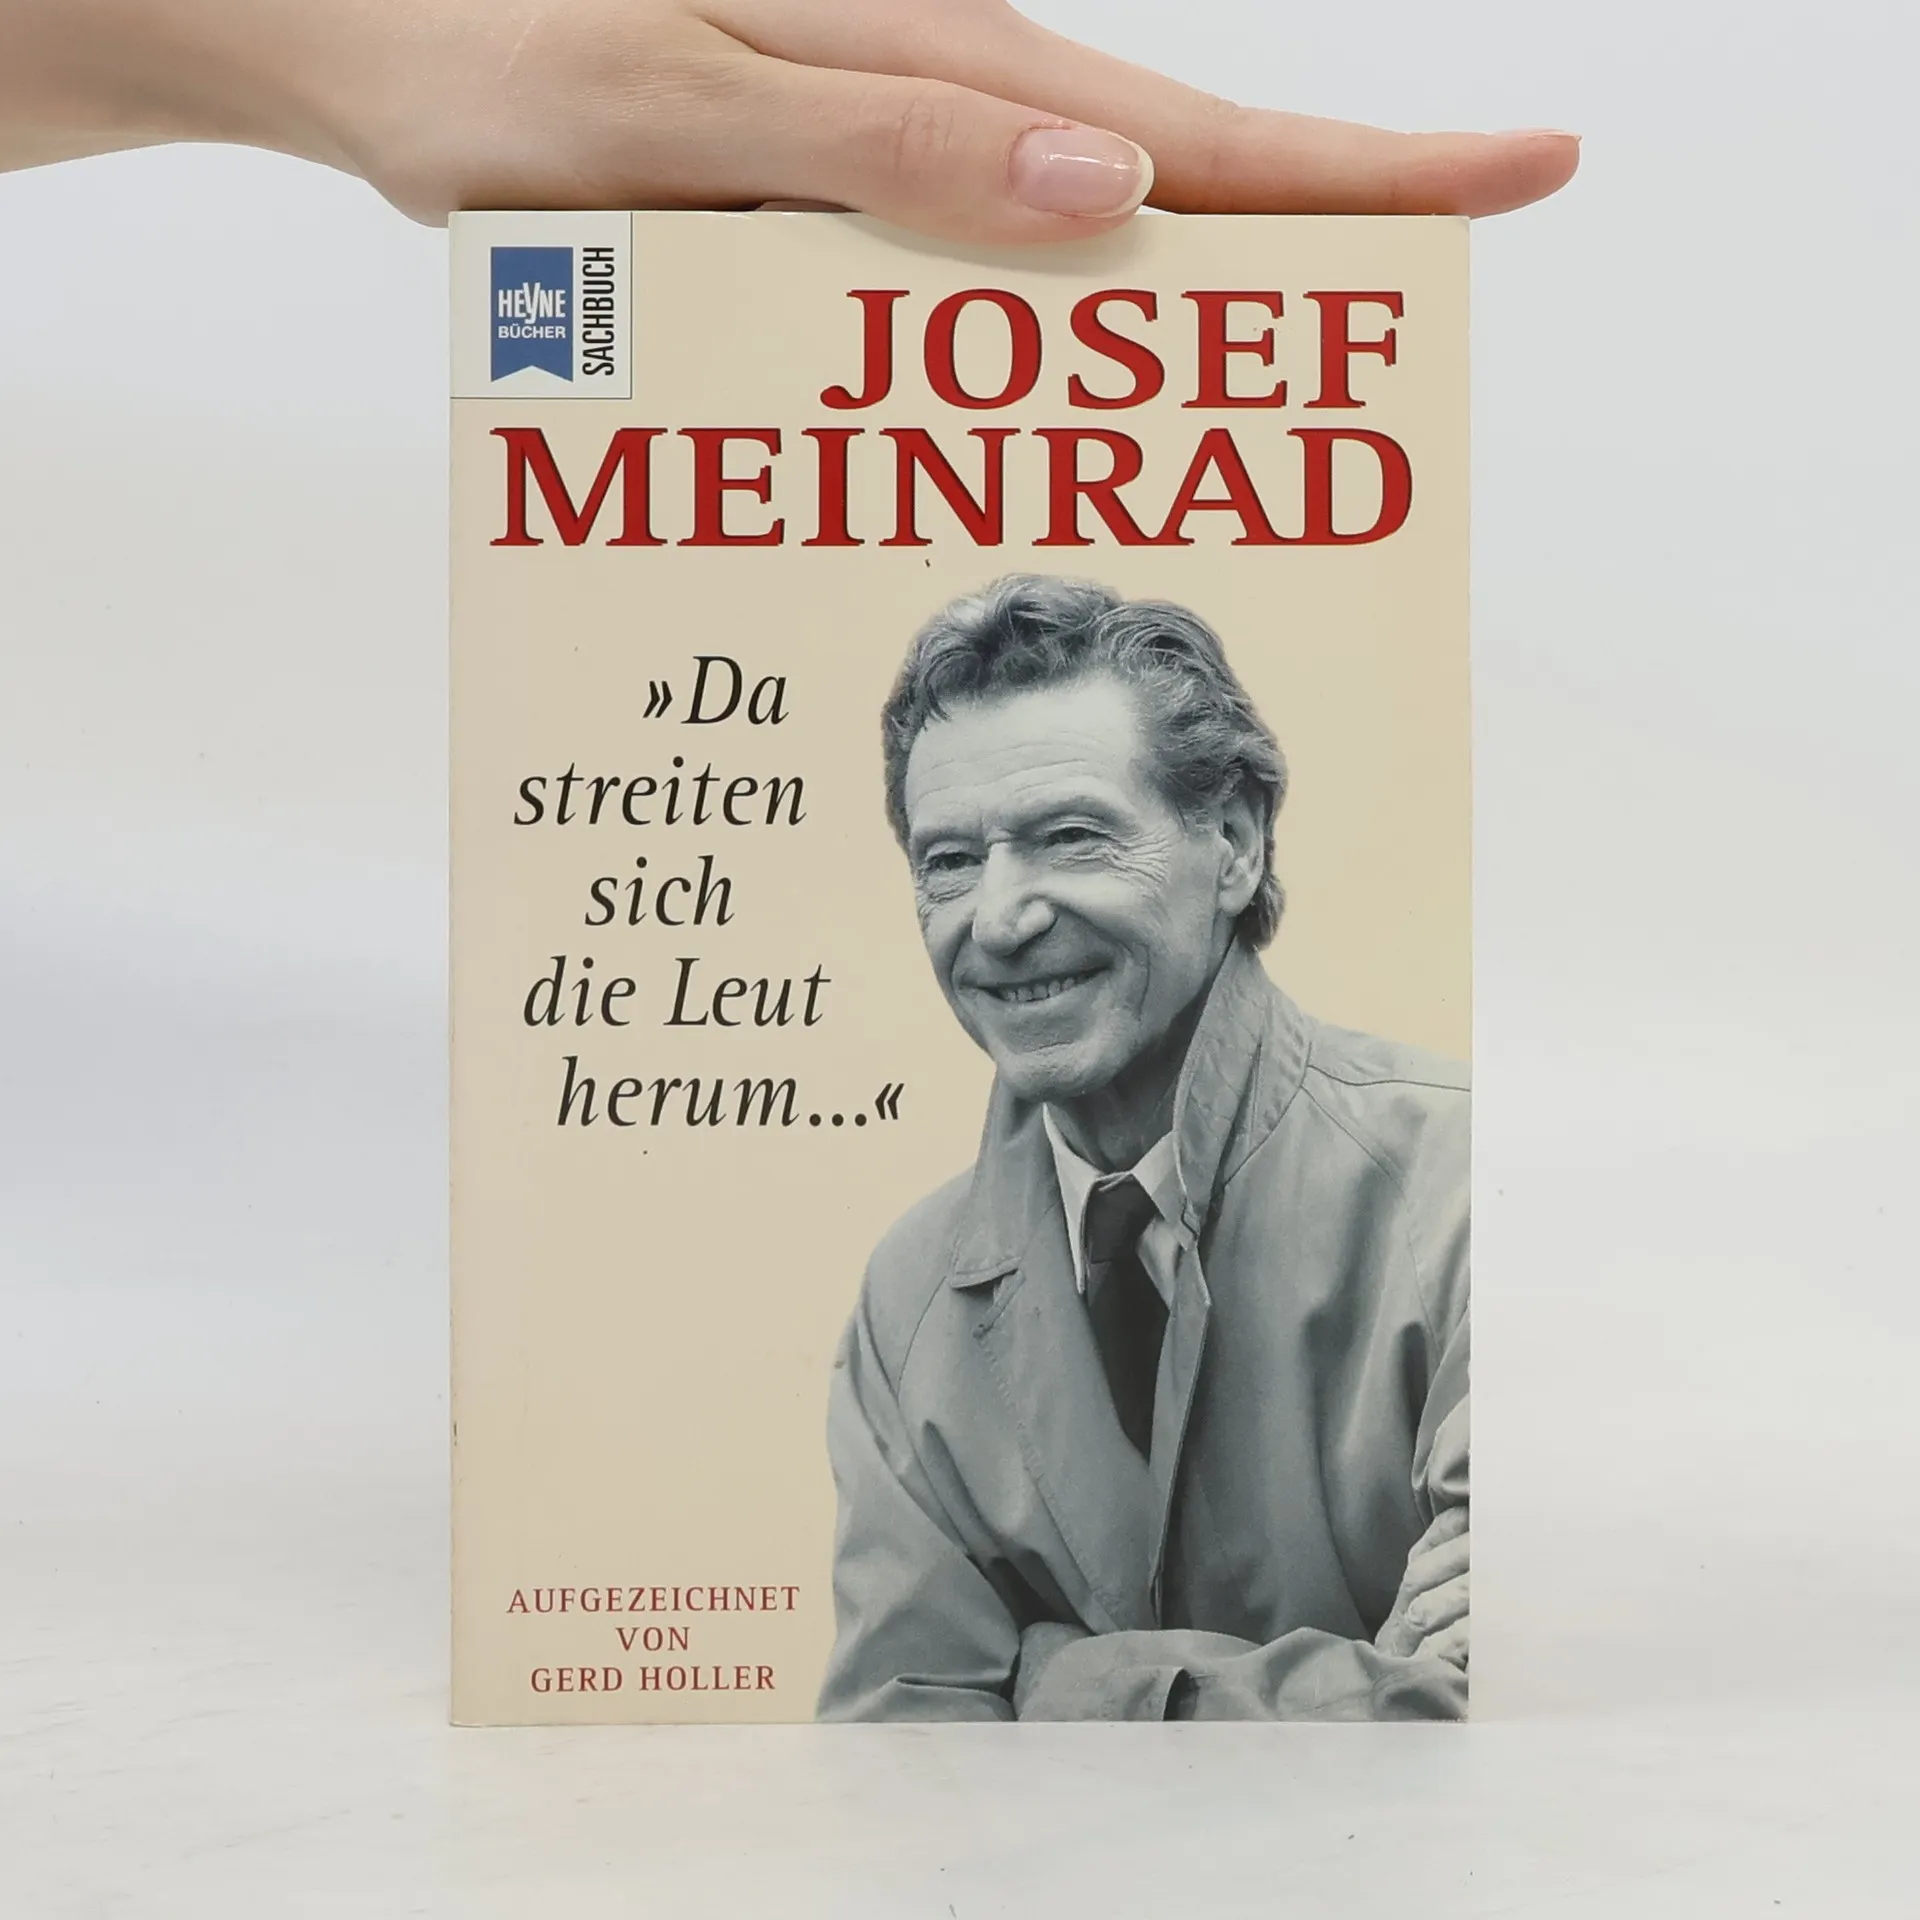 HEYNE
BÜCHER
SACHBUCH
JOSEF
MEINRAD
»Da
streiten
sich
die Leut
herum...«
AUFGEZEICHNET
VON
GERD HOLLER